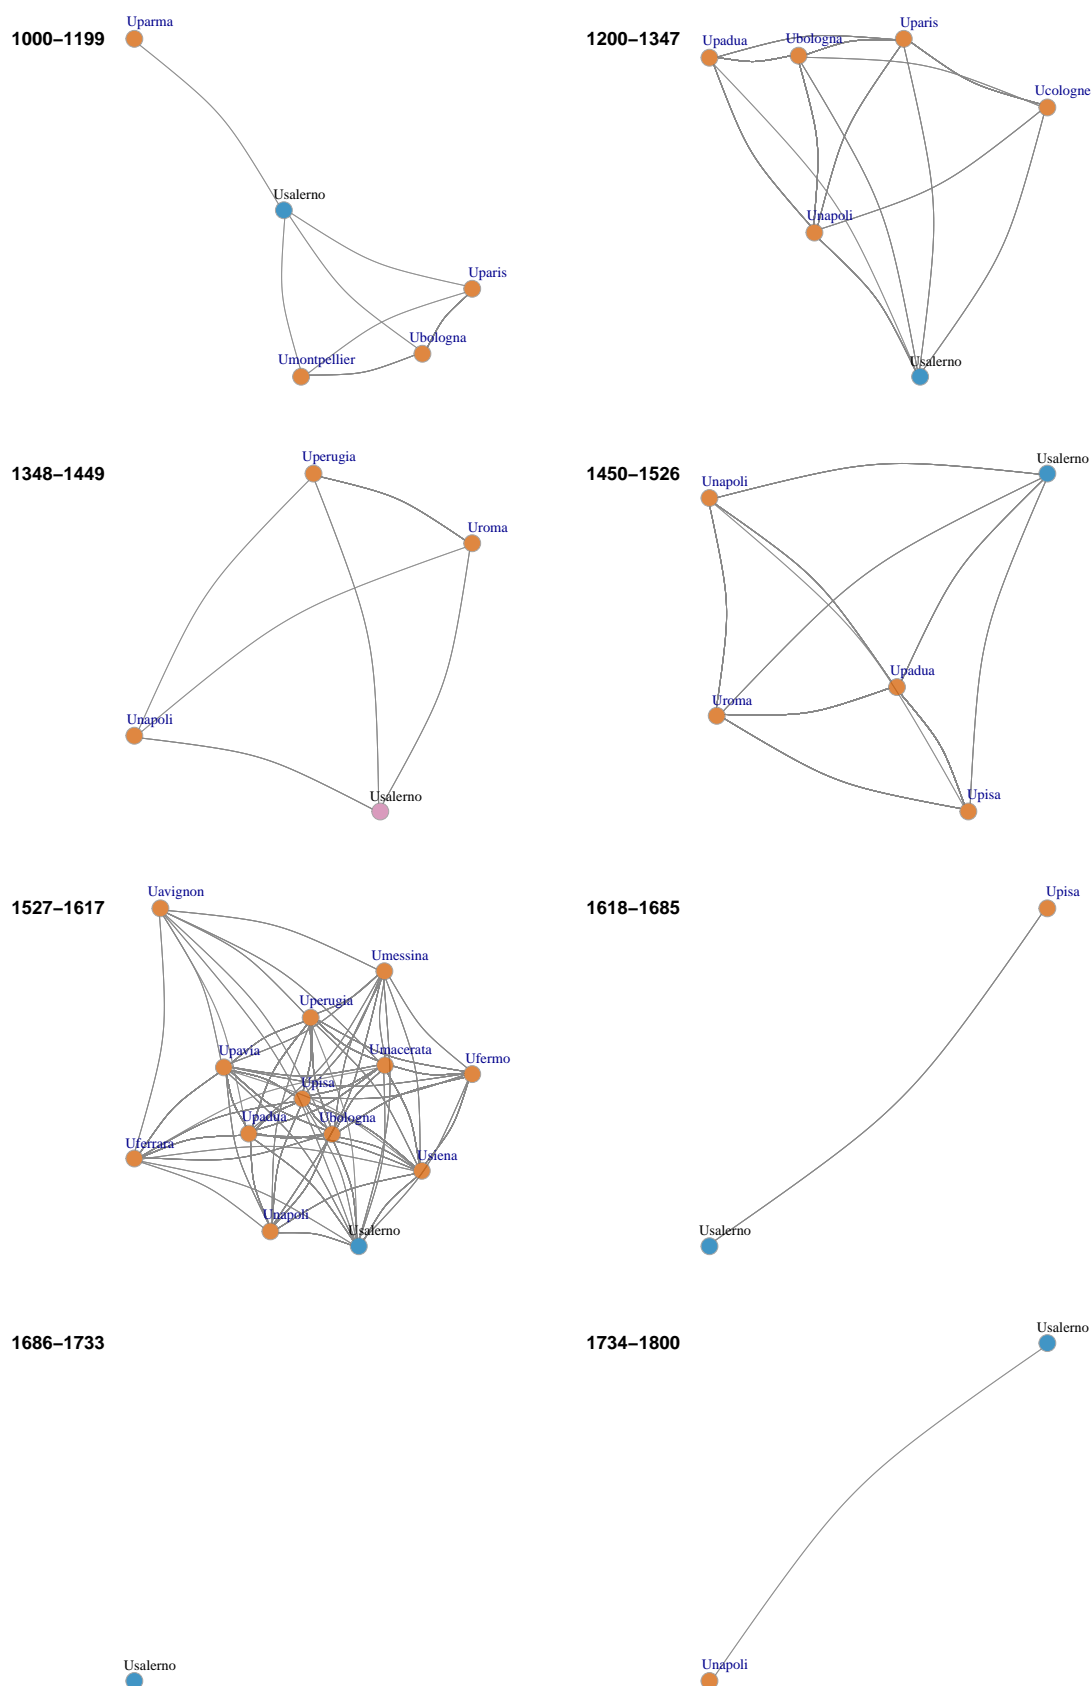 1000–1199
Uparma
Usalerno
Uparis
Ubologna
Umontpellier
1200–1347
Upadua
Ubologna
Uparis
Ucologne
Unapoli
Usalerno
1348–1449
Uperugia
Uroma
Unapoli
Usalerno
1450–1526
Usalerno
Unapoli
Upadua
Uroma
Upisa
1527–1617
Uavignon
Umessina
Uperugia
Upavia
Umacerata
Ufermo
Upisa
Upadua
Ubologna
Uferrara
Usiena
Unapoli
Usalerno
1618–1685
Upisa
Usalerno
1686–1733
Usalerno
1734–1800
Usalerno
Unapoli